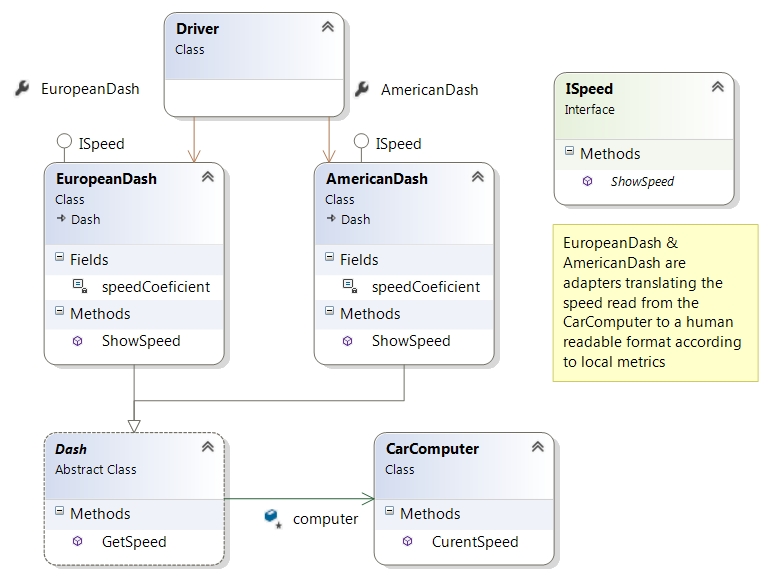 Driver
Class
EuropeanDash
AmericanDash
ISpeed
Interface
Methods
ShowSpeed
ISpeed
EuropeanDash
Class
Dash
Fields
speedCoeficient
Methods
ShowSpeed
ISpeed
AmericanDash
Class
Dash
Fields
speedCoeficient
Methods
ShowSpeed
EuropeanDash &
AmericanDash are
adapters translating the
speed read from the
CarComputer to a human
readable format according
to local metrics
Dash
Abstract Class
Methods
GetSpeed
computer
CarComputer
Class
Methods
CurentSpeed